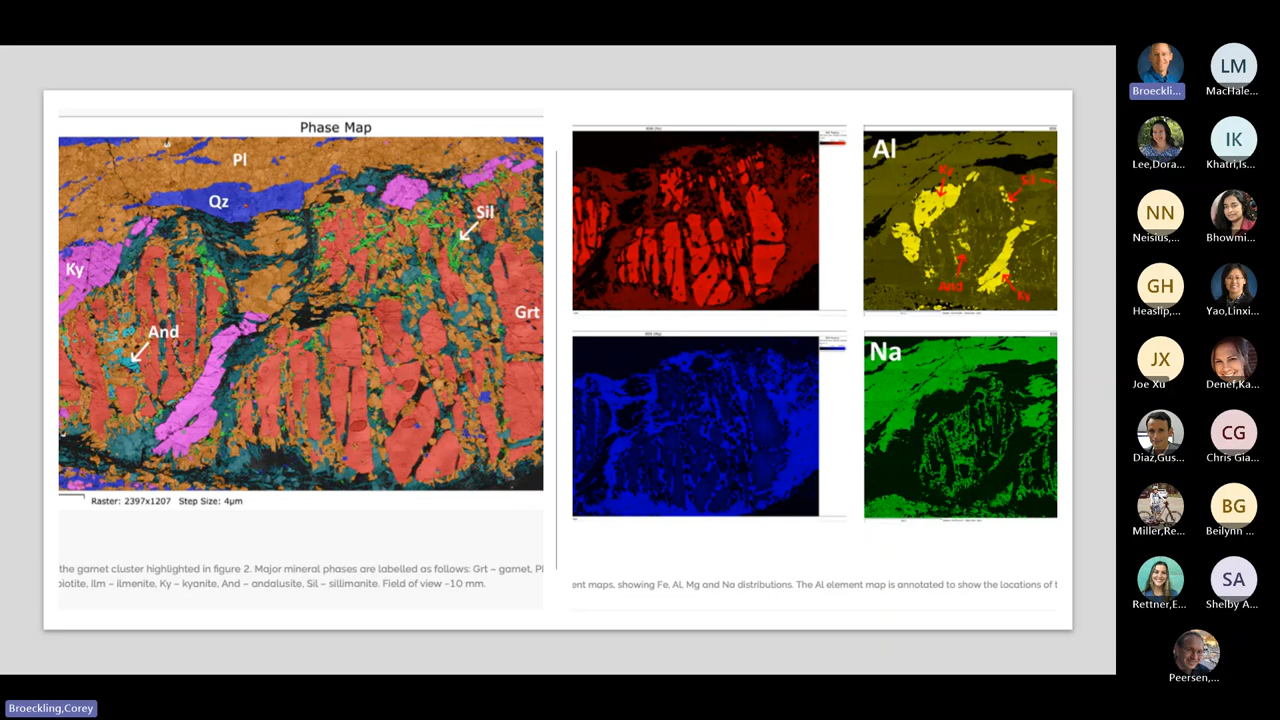 Phase Map
Pl
Qz
Sil
Ky
Grt
And
Raster: 2397x1207 Step Size: 4µm
the garnet cluster highlighted in figure 2. Major mineral phases are labelled as follows: Grt – garnet, Pl
biotite, Ilm – ilmenite, Ky – kyanite, And – andalusite, Sil – sillimanite. Field of view ~10 mm.
Al
Ky
Sil
And
Ky
Na
ent maps, showing Fe, Al, Mg and Na distributions. The Al element map is annotated to show the locations of t
Broeckli...
LM
MacHale...
Lee,Dora...
IK
Khatri,Is...
NN
Neisius,...
Bhowmi...
GH
Heaslip,...
Yao,Linxi...
JX
Joe Xu
Denef,Ka...
Diaz,Gus...
CG
Chris Gia...
Miller,Re...
BG
Beilynn ...
Rettner,E...
SA
Shelby A...
Peersen,...
Broeckling,Corey